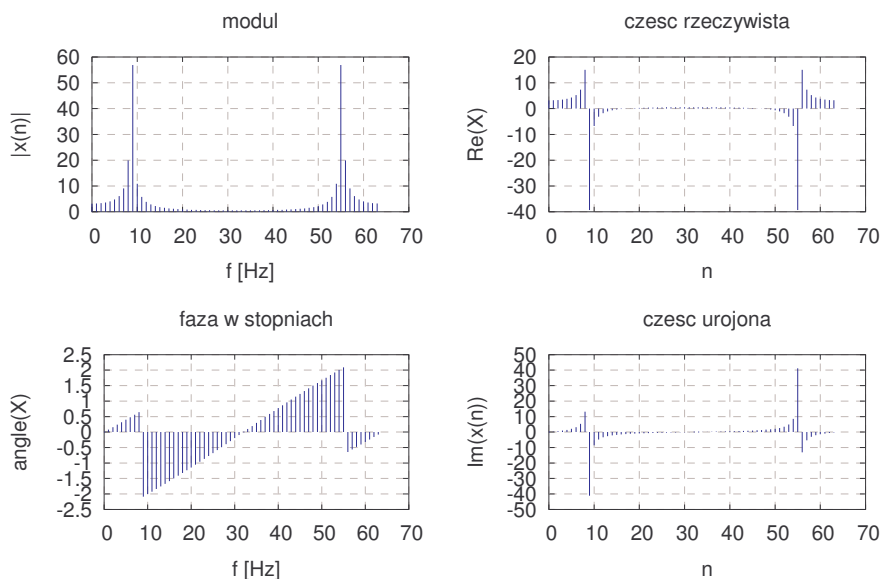 modul
60
50
40
30
20
10
0
0 10 20 30 40 50 60 70
|x(n)|
f [Hz]
czesc rzeczywista
20
10
0
-10
-20
-30
-40
0 10 20 30 40 50 60 70
Re(X)
n
faza w stopniach
2.5
2
1.5
1
0.5
0
-0.5
-1
-1.5
-2
-2.5
0 10 20 30 40 50 60 70
angle(X)
f [Hz]
czesc urojona
50
40
30
20
10
0
-10
-20
-30
-40
-50
0 10 20 30 40 50 60 70
Im(x(n))
n